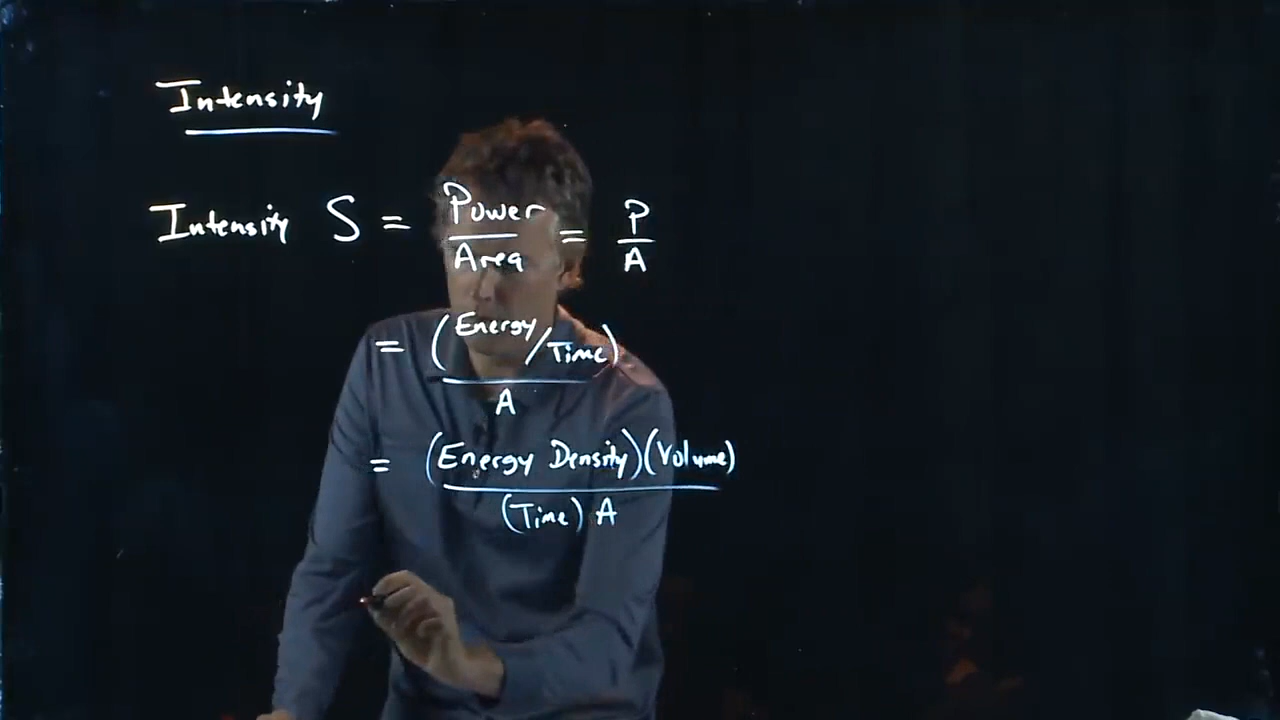 Intensity
Intensity S = Power/Area = P/A
= (Energy/Time)/A
= (Energy Density)(Volume)/(Time) A